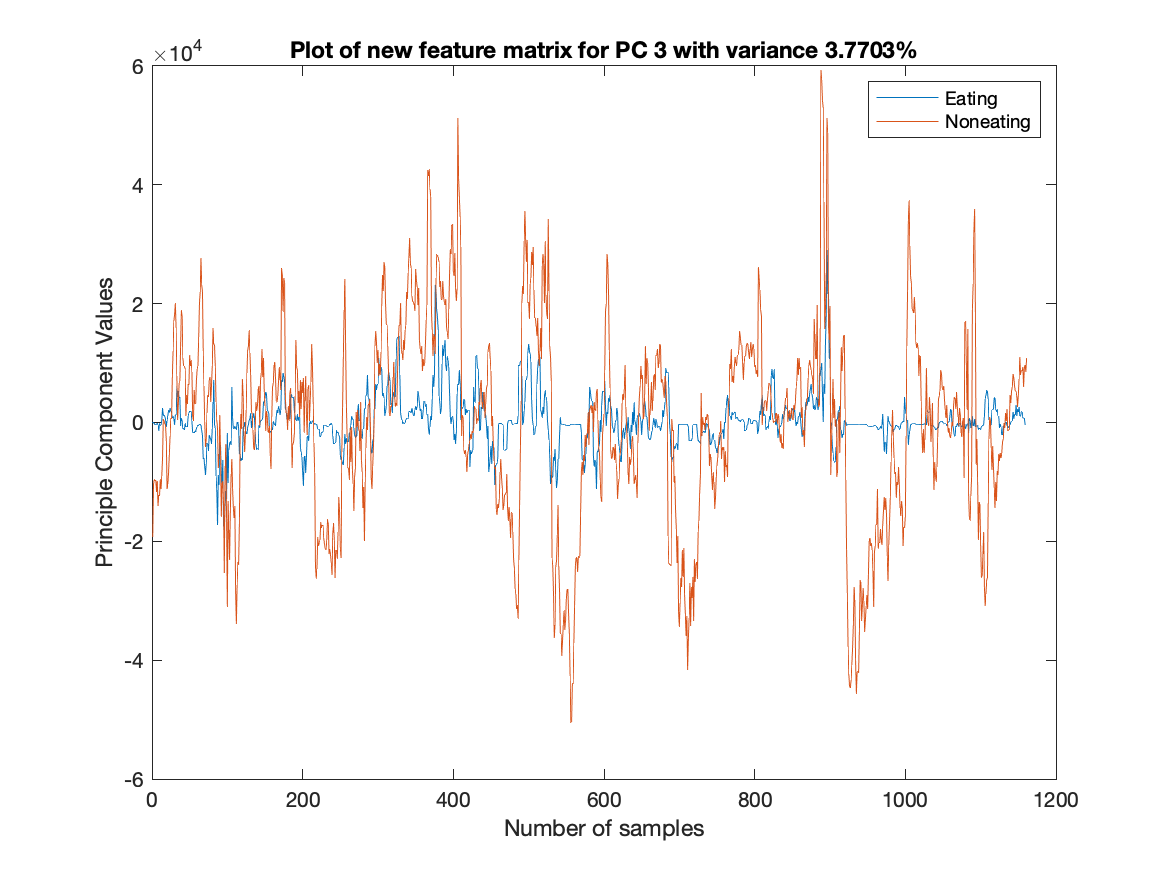 ×10⁴
Plot of new feature matrix for PC 3 with variance 3.7703%
6
4
2
0
-2
-4
-6
Principle Component Values
Eating
Noneating
0 200 400 600 800 1000 1200
Number of samples